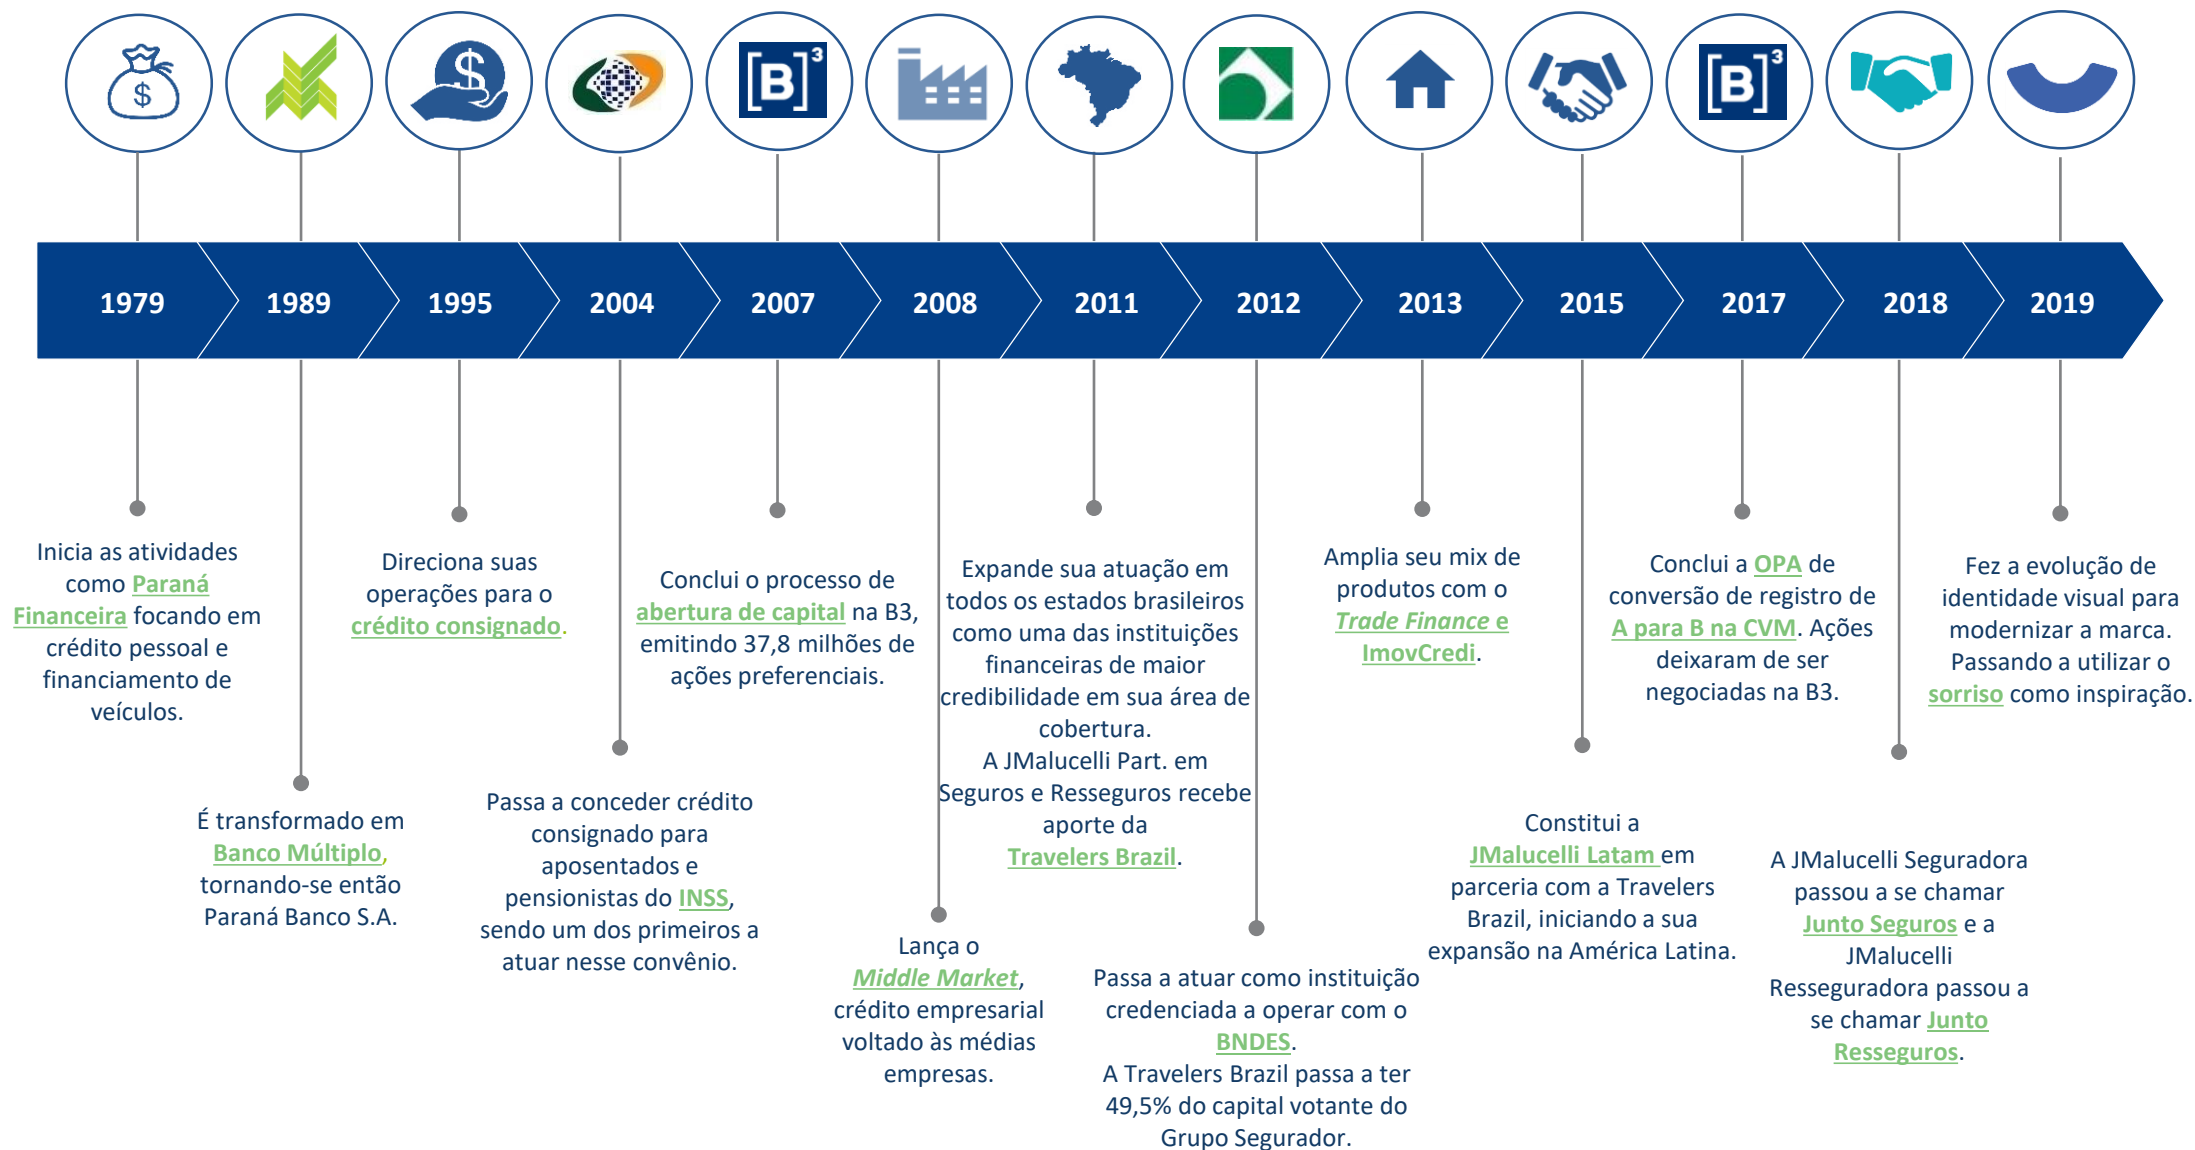 $
$
[B]³
[B]³
1979
1989
1995
2004
2007
2008
2011
2012
2013
2015
2017
2018
2019
Inicia as atividades
como Paraná
Financeira focando em
crédito pessoal e
financiamento de
veículos.
É transformado em
Banco Múltiplo,
tornando-se então
Paraná Banco S.A.
Direciona suas
operações para o
crédito consignado.
Passa a conceder crédito
consignado para
aposentados e
pensionistas do INSS,
sendo um dos primeiros a
atuar nesse convênio.
Conclui o processo de
abertura de capital na B3,
emitindo 37,8 milhões de
ações preferenciais.
Lança o
Middle Market,
crédito empresarial
voltado às médias
empresas.
Expande sua atuação em
todos os estados brasileiros
como uma das instituições
financeiras de maior
credibilidade em sua área de
cobertura.
A JMalucelli Part. em
Seguros e Resseguros recebe
aporte da
Travelers Brazil.
Passa a atuar como instituição
credenciada a operar com o
BNDES.
A Travelers Brazil passa a ter
49,5% do capital votante do
Grupo Segurador.
Amplia seu mix de
produtos com o
Trade Finance e
ImovCredi.
Constitui a
JMalucelli Latam em
parceria com a Travelers
Brazil, iniciando a sua
expansão na América Latina.
Conclui a OPA de
conversão de registro de
A para B na CVM. Ações
deixaram de ser
negociadas na B3.
A JMalucelli Seguradora
passou a se chamar
Junto Seguros e a
JMalucelli
Resseguradora passou a
se chamar Junto
Resseguros.
Fez a evolução de
identidade visual para
modernizar a marca.
Passando a utilizar o
sorriso como inspiração.